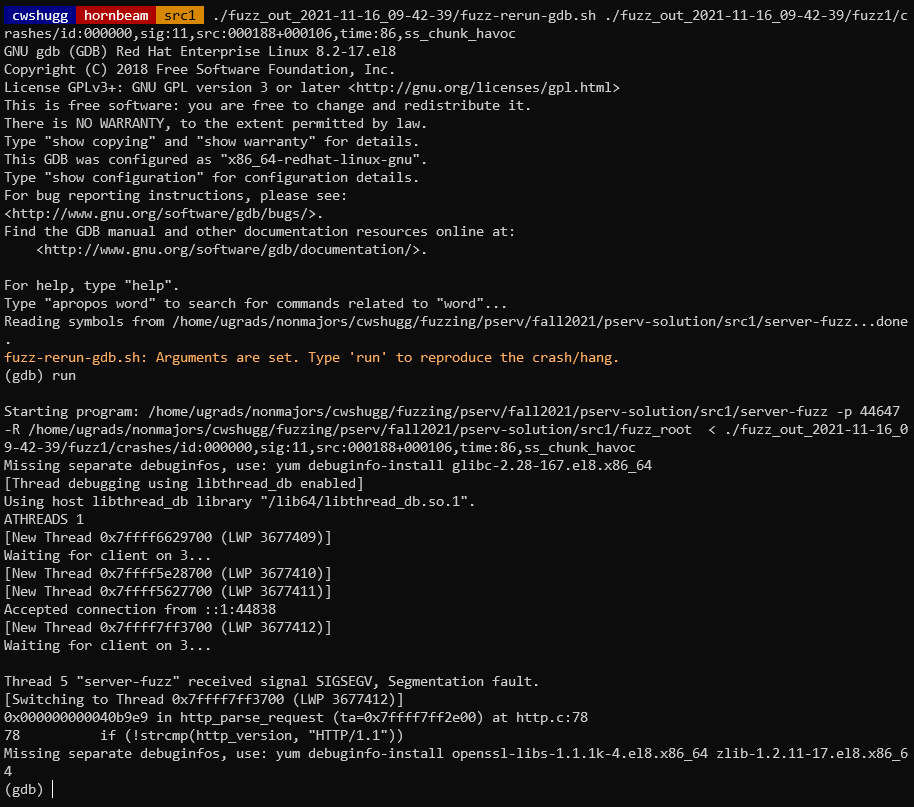 cwshugg hornbeam src1 ./fuzz_out_2021-11-16_09-42-39/fuzz-rerun-gdb.sh ./fuzz_out_2021-11-16_09-42-39/fuzz1/c
rashes/id:000000,sig:11,src:000188+000106,time:86,ss_chunk_havoc
GNU gdb (GDB) Red Hat Enterprise Linux 8.2-17.el8
Copyright (C) 2018 Free Software Foundation, Inc.
License GPLv3+: GNU GPL version 3 or later <http://gnu.org/licenses/gpl.html>
This is free software: you are free to change and redistribute it.
There is NO WARRANTY, to the extent permitted by law.
Type "show copying" and "show warranty" for details.
This GDB was configured as "x86_64-redhat-linux-gnu".
Type "show configuration" for configuration details.
For bug reporting instructions, please see:
<http://www.gnu.org/software/gdb/bugs/>.
Find the GDB manual and other documentation resources online at:
    <http://www.gnu.org/software/gdb/documentation/>.

For help, type "help".
Type "apropos word" to search for commands related to "word"...
Reading symbols from /home/ugrads/nonmajors/cwshugg/fuzzing/pserv/fall2021/pserv-solution/src1/server-fuzz...done
.
fuzz-rerun-gdb.sh: Arguments are set. Type 'run' to reproduce the crash/hang.
(gdb) run

Starting program: /home/ugrads/nonmajors/cwshugg/fuzzing/pserv/fall2021/pserv-solution/src1/server-fuzz -p 44647
-R /home/ugrads/nonmajors/cwshugg/fuzzing/pserv/fall2021/pserv-solution/src1/fuzz_root  < ./fuzz_out_2021-11-16_0
9-42-39/fuzz1/crashes/id:000000,sig:11,src:000188+000106,time:86,ss_chunk_havoc
Missing separate debuginfos, use: yum debuginfo-install glibc-2.28-167.el8.x86_64
[Thread debugging using libthread_db enabled]
Using host libthread_db library "/lib64/libthread_db.so.1".
ATHREADS 1
[New Thread 0x7ffff6629700 (LWP 3677409)]
Waiting for client on 3...
[New Thread 0x7ffff5e28700 (LWP 3677410)]
[New Thread 0x7ffff5627700 (LWP 3677411)]
Accepted connection from ::1:44838
[New Thread 0x7ffff7ff3700 (LWP 3677412)]
Waiting for client on 3...

Thread 5 "server-fuzz" received signal SIGSEGV, Segmentation fault.
[Switching to Thread 0x7ffff7ff3700 (LWP 3677412)]
0x000000000040b9e9 in http_parse_request (ta=0x7ffff7ff2e00) at http.c:78
78          if (!strcmp(http_version, "HTTP/1.1"))
Missing separate debuginfos, use: yum debuginfo-install openssl-libs-1.1.1k-4.el8.x86_64 zlib-1.2.11-17.el8.x86_6
4
(gdb)